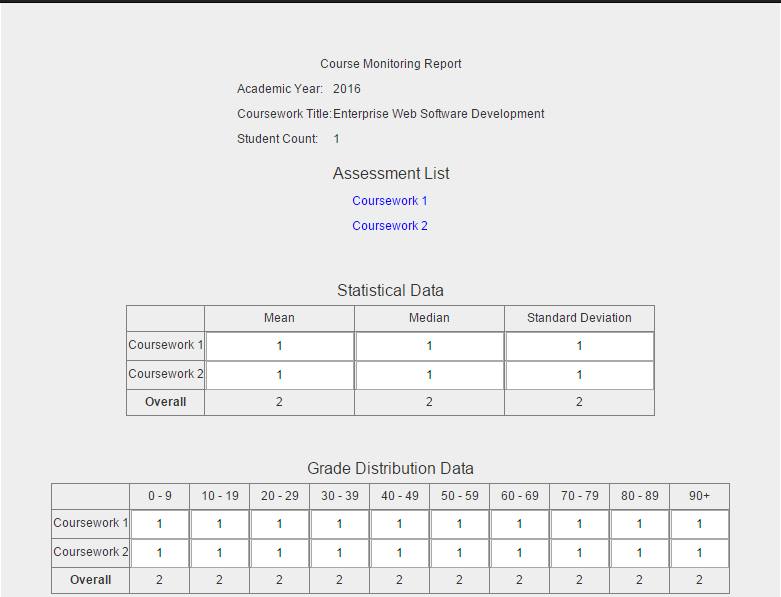 Course Monitoring Report
Academic Year: 2016
Coursework Title: Enterprise Web Software Development
Student Count: 1
Assessment List
Coursework 1
Coursework 2
Statistical Data
Mean Median Standard Deviation
Coursework 1 1 1 1
Coursework 2 1 1 1
Overall 2 2 2
Grade Distribution Data
0 - 9 10 - 19 20 - 29 30 - 39 40 - 49 50 - 59 60 - 69 70 - 79 80 - 89 90+
Coursework 1 1 1 1 1 1 1 1 1 1 1
Coursework 2 1 1 1 1 1 1 1 1 1 1
Overall 2 2 2 2 2 2 2 2 2 2